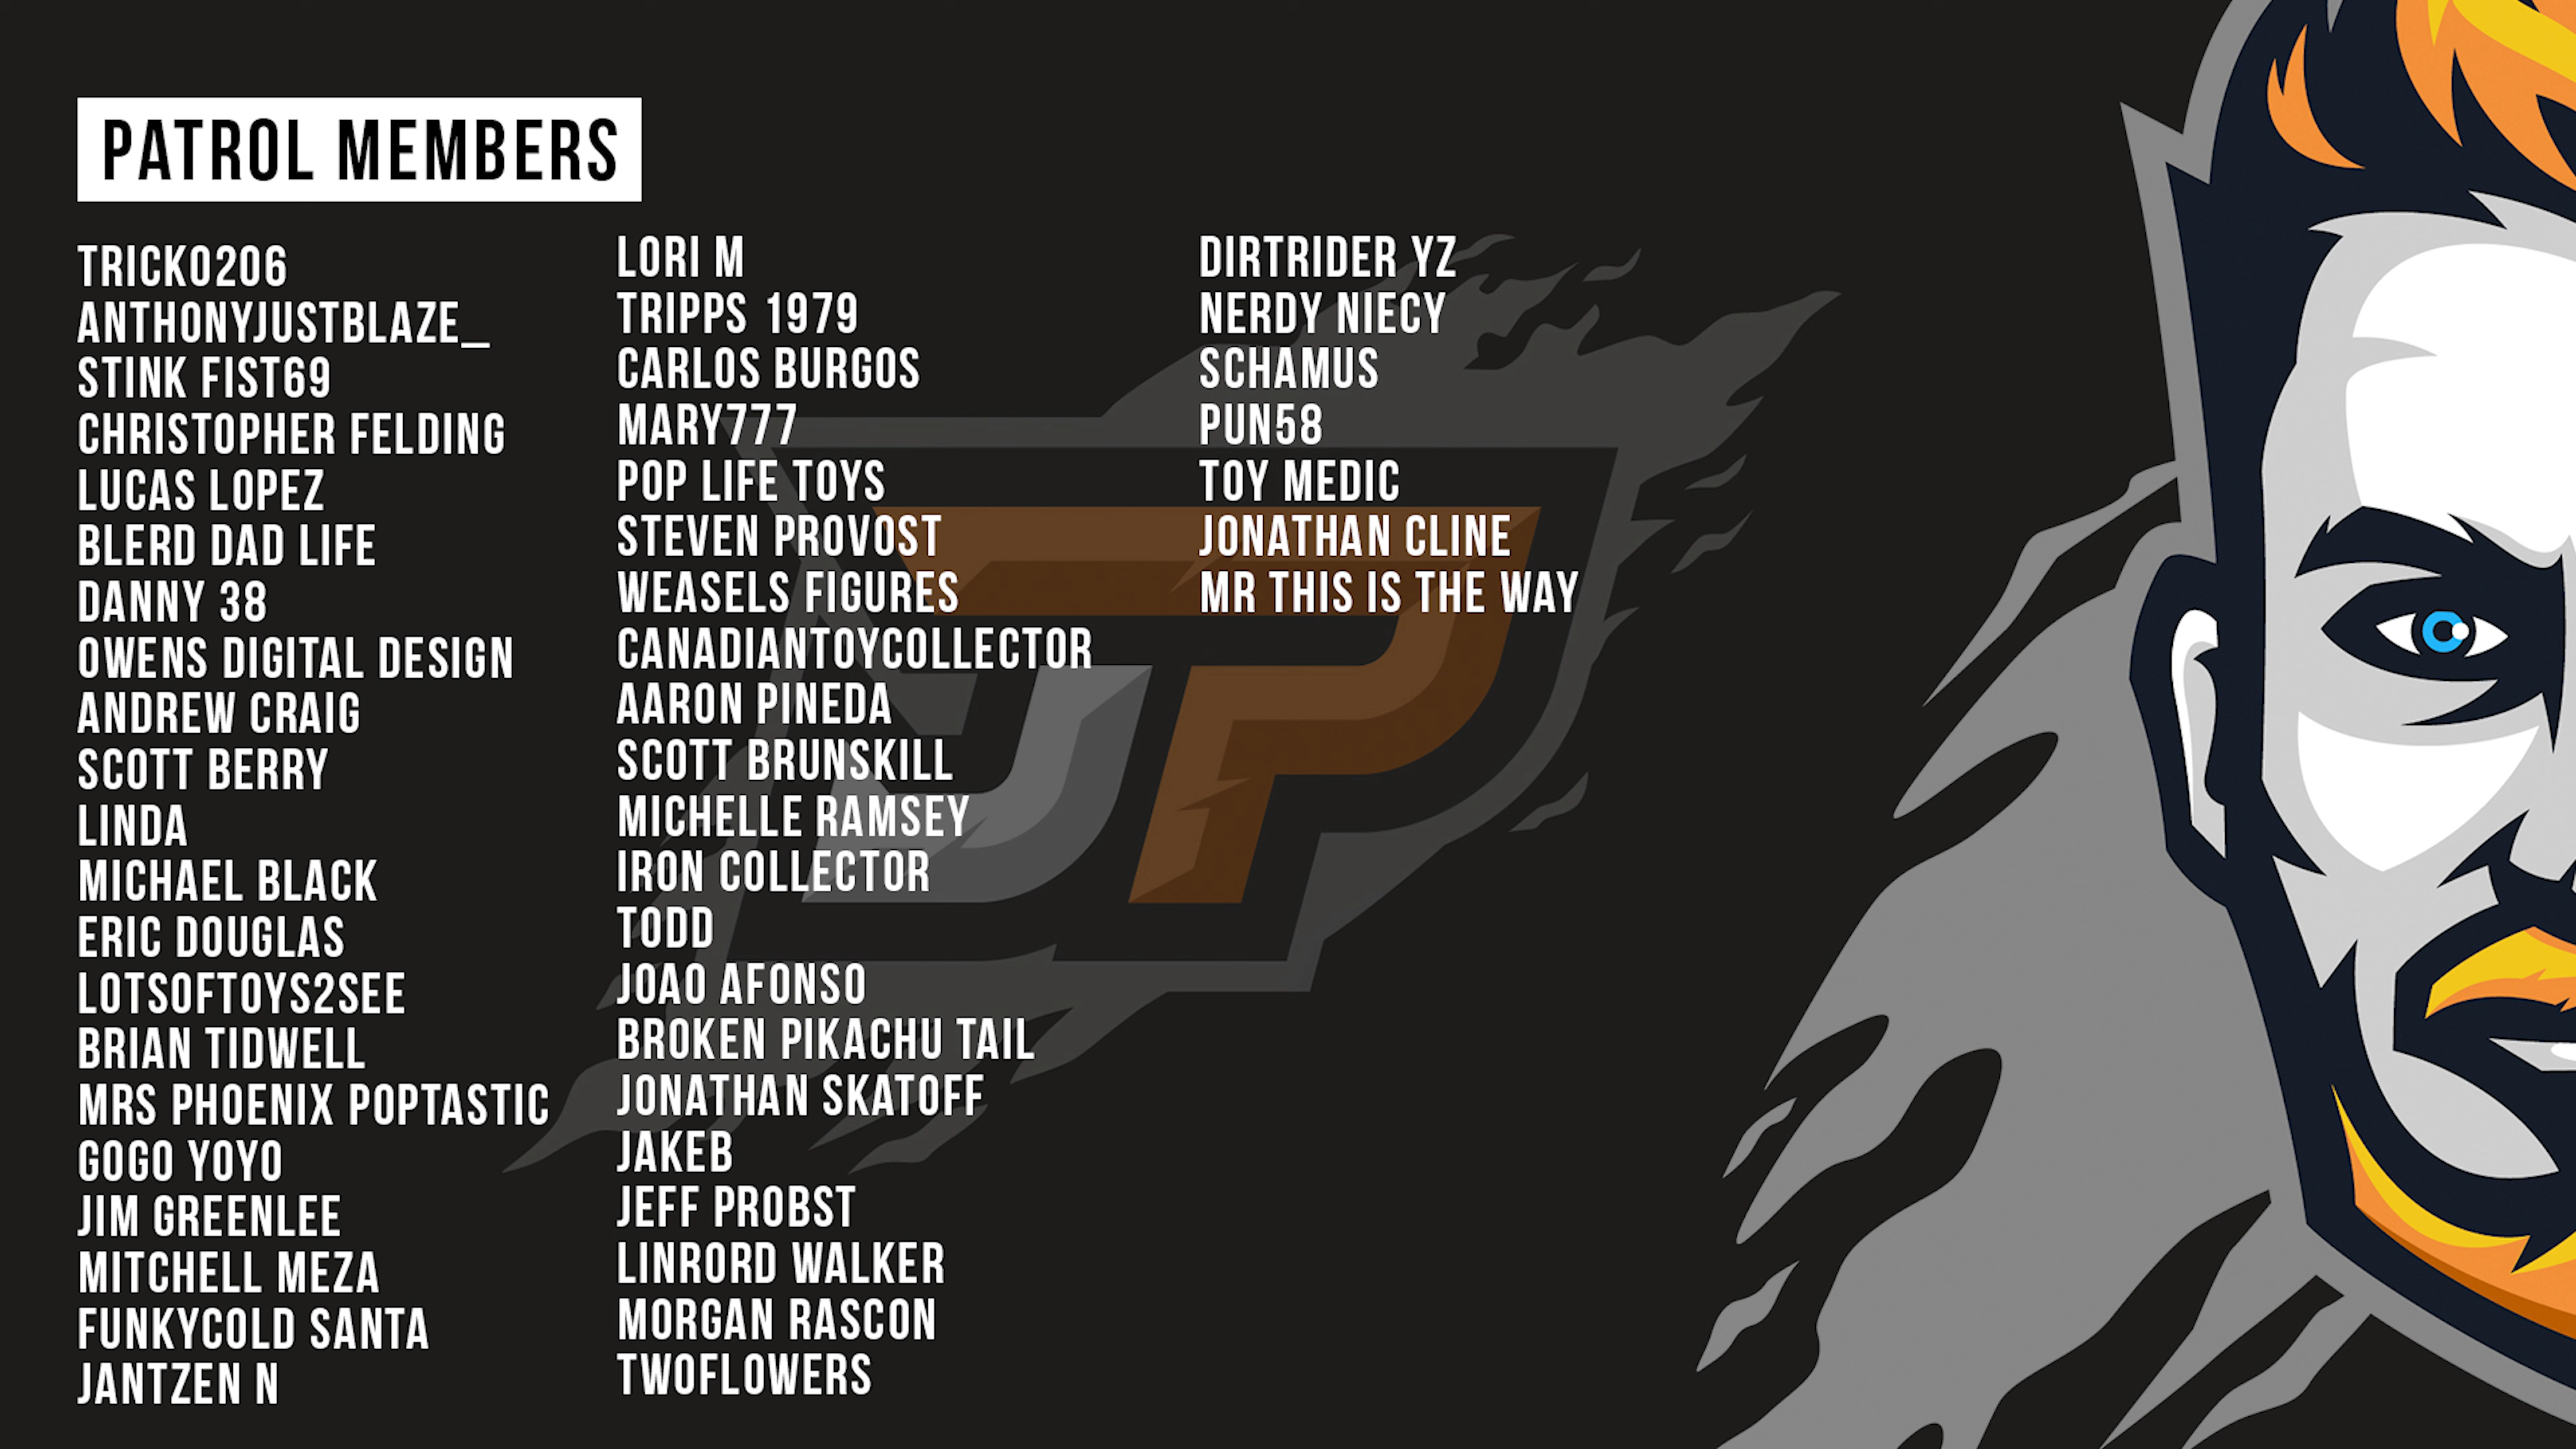 PATROL MEMBERS
TRICKO206
ANTHONYJUSTBLAZE_
STINK FIST69
CHRISTOPHER FELDING
LUCAS LOPEZ
BLERD DAD LIFE
DANNY 38
OWENS DIGITAL DESIGN
ANDREW CRAIG
SCOTT BERRY
LINDA
MICHAEL BLACK
ERIC DOUGLAS
LOTSOFTOYS2SEE
BRIAN TIDWELL
MRS PHOENIX POPTASTIC
GOGO YOYO
JIM GREENLEE
MITCHELL MEZA
FUNKYCOLD SANTA
JANTZEN N
LORI M
TRIPPS 1979
CARLOS BURGOS
MARY777
POP LIFE TOYS
STEVEN PROVOST
WEASELS FIGURES
CANADIANTOYCOLLECTOR
AARON PINEDA
SCOTT BRUNSKILL
MICHELLE RAMSEY
IRON COLLECTOR
TODD
JOAO AFONSO
BROKEN PIKACHU TAIL
JONATHAN SKATOFF
JAKEB
JEFF PROBST
LINRORD WALKER
MORGAN RASCON
TWOFLOWERS
DIRTRIDER YZ
NERDY NIECY
SCHAMUS
PUN58
TOY MEDIC
JONATHAN CLINE
MR THIS IS THE WAY
JP